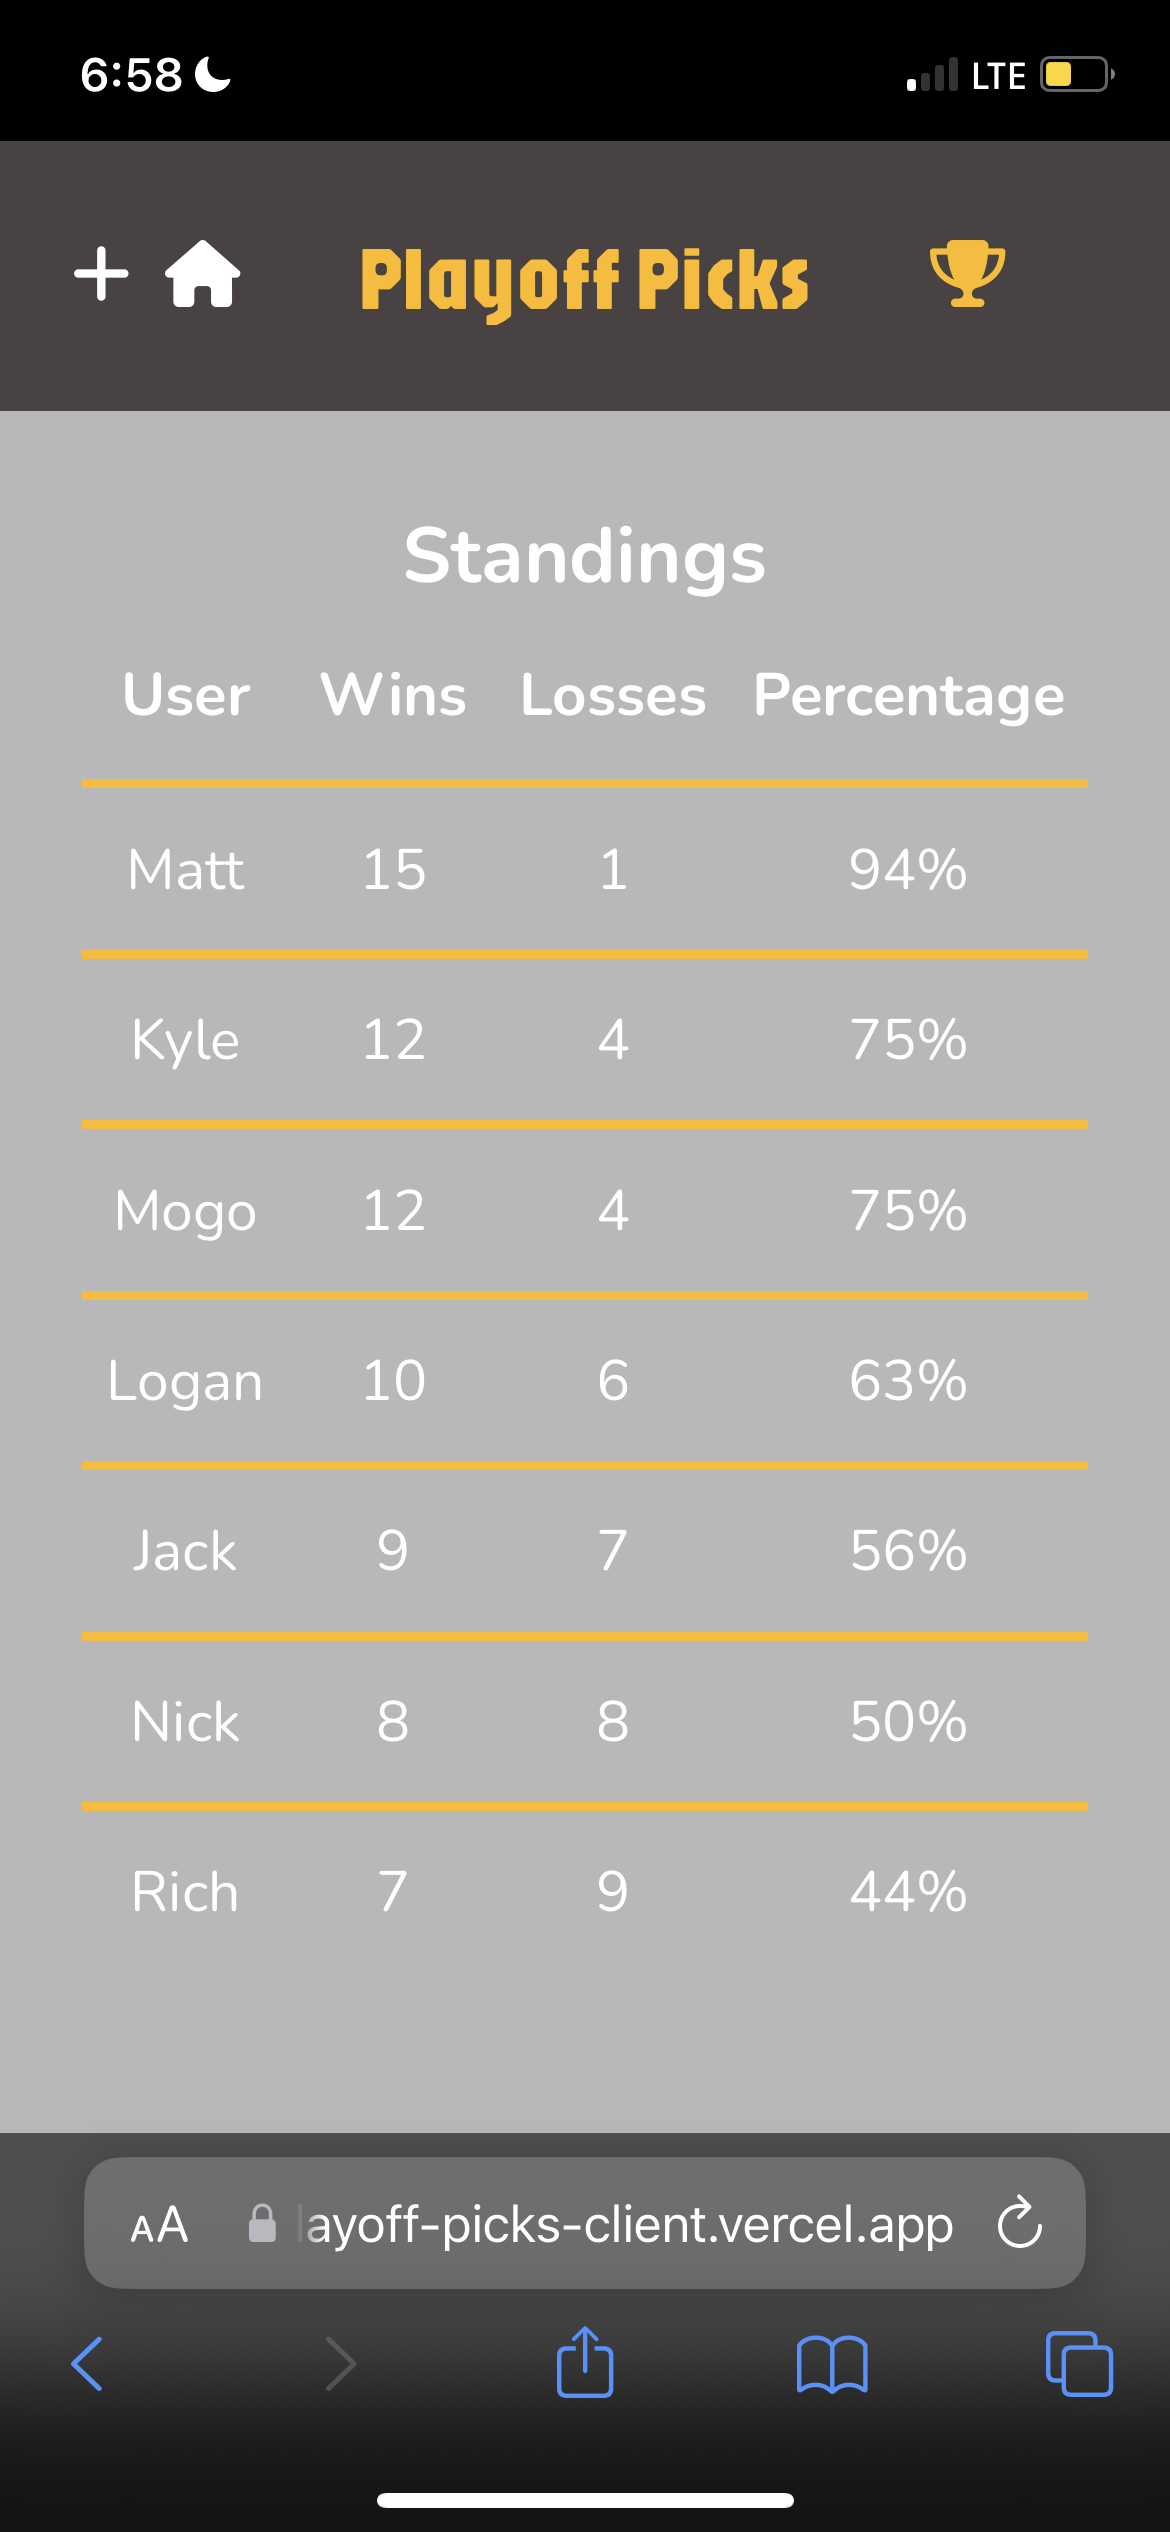 6:58 LTE
Playoff Picks
Standings
User Wins Losses Percentage
Matt 15 1 94%
Kyle 12 4 75%
Mogo 12 4 75%
Logan 10 6 63%
Jack 9 7 56%
Nick 8 8 50%
Rich 7 9 44%
AA layoff-picks-client.vercel.app